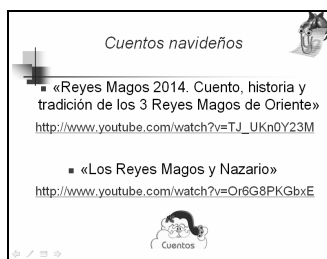 Cuentos navideños
▪ «Reyes Magos 2014. Cuento, historia y
tradición de los 3 Reyes Magos de Oriente»
http://www.youtube.com/watch?v=TJ_UKn0Y23M
▪ «Los Reyes Magos y Nazario»
http://www.youtube.com/watch?v=Or6G8PKGbxE
Cuentos